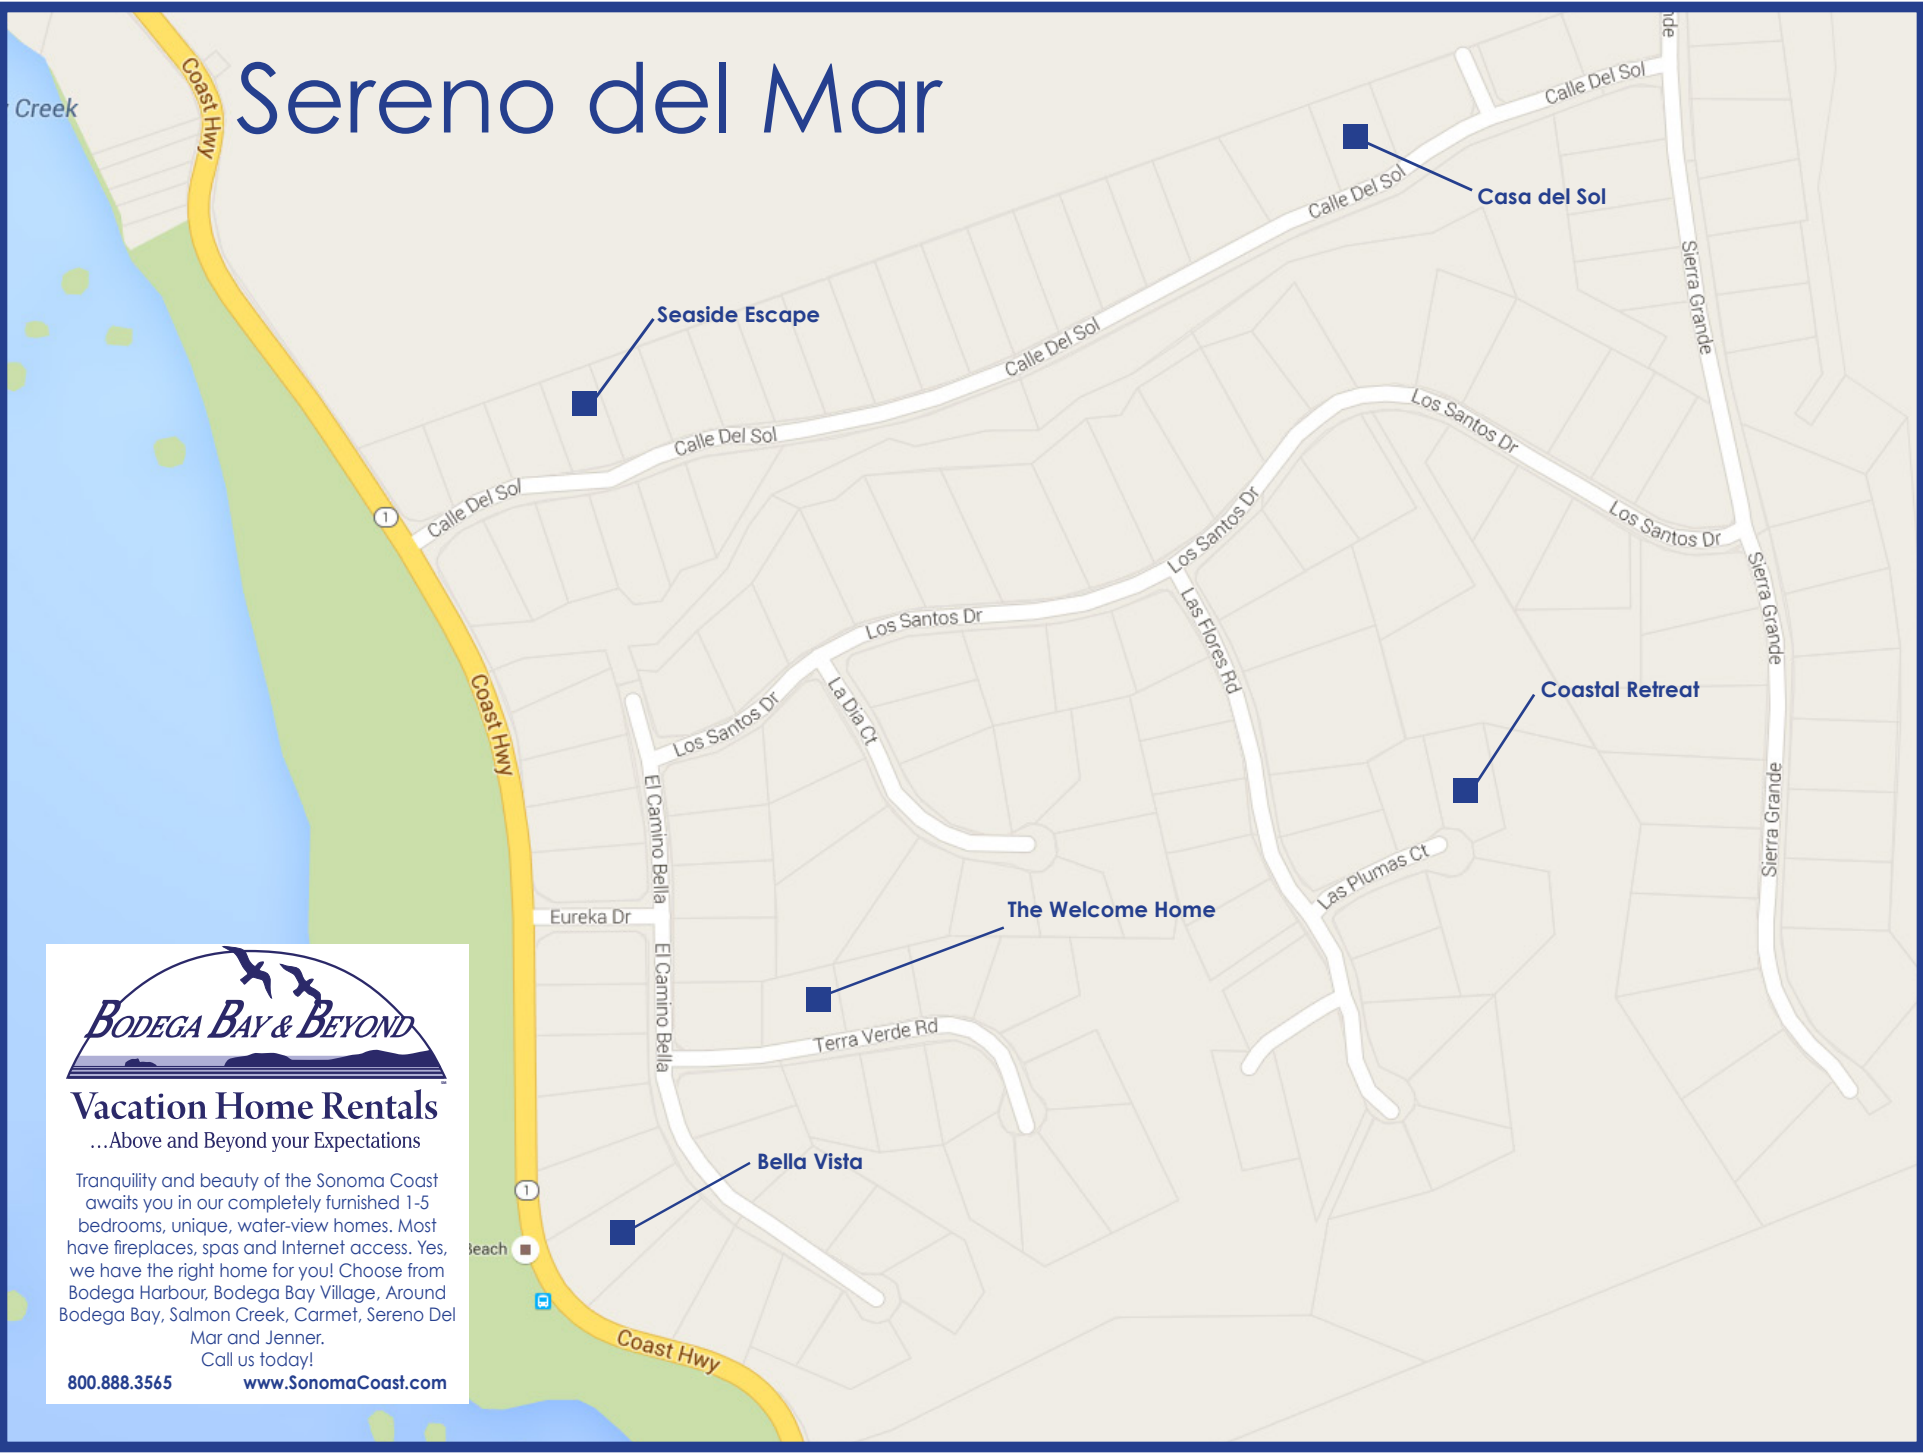 Sereno del Mar
Creek
Coast Hwy
Calle Del Sol
Casa del Sol
Calle Del Sol
Sierra Grande
Seaside Escape
Calle Del Sol
Calle Del Sol
Los Santos Dr
Calle Del Sol
1
Los Santos Dr
Los Santos Dr
Sierra Grande
Las Flores Rd
Los Santos Dr
Coast Hwy
Los Santos Dr
La Dia Ct
Coastal Retreat
El Camino Bella
Sierra Grande
Las Plumas Ct
The Welcome Home
Eureka Dr
El Camino Bella
Terra Verde Rd
Bella Vista
1
Beach
Coast Hwy
BODEGA BAY & BEYOND
Vacation Home Rentals
...Above and Beyond your Expectations
Tranquility and beauty of the Sonoma Coast
awaits you in our completely furnished 1-5
bedrooms, unique, water-view homes. Most
have fireplaces, spas and Internet access. Yes,
we have the right home for you! Choose from
Bodega Harbour, Bodega Bay Village, Around
Bodega Bay, Salmon Creek, Carmet, Sereno Del
Mar and Jenner.
Call us today!
800.888.3565 www.SonomaCoast.com